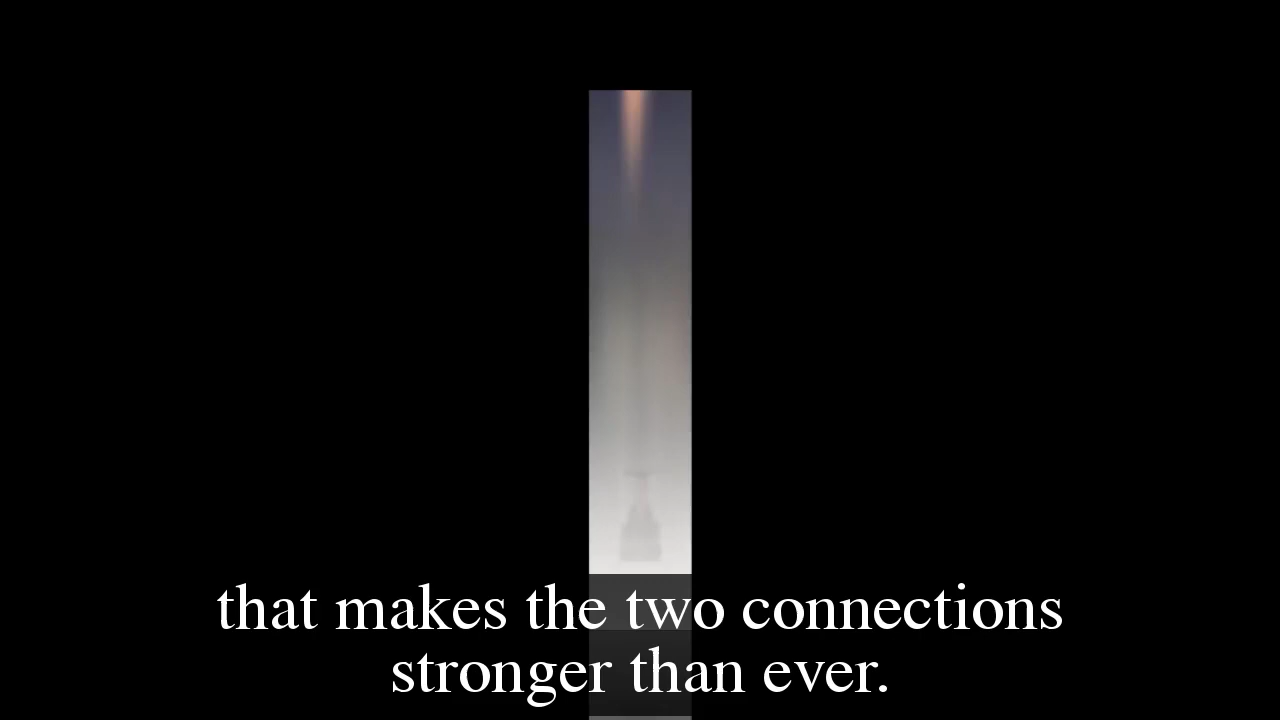 that makes the two connections
stronger than ever.